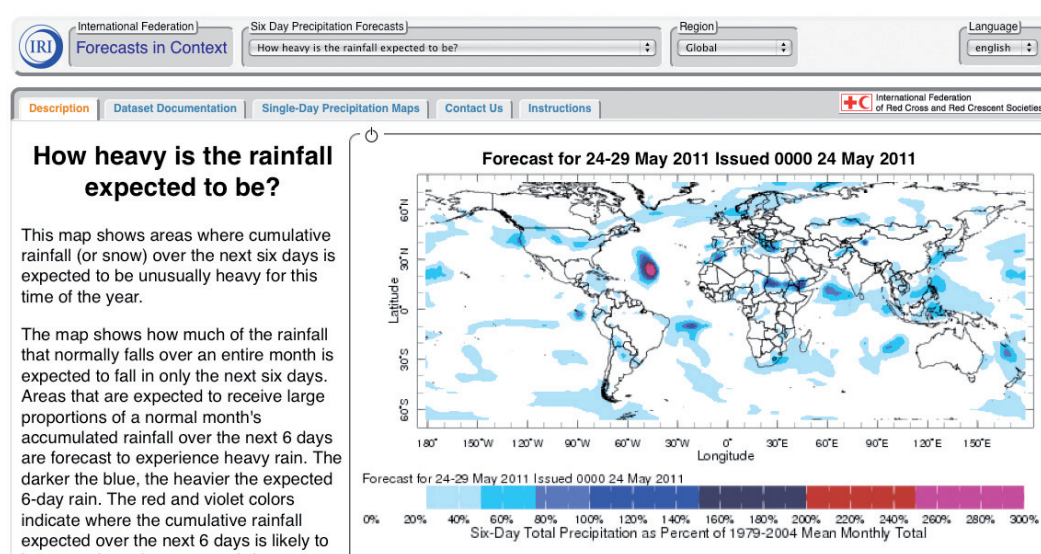 International Federation
Six Day Precipitation Forecasts
Region
Language
IRI
Forecasts in Context
How heavy is the rainfall expected to be?
Global
english
Description
Dataset Documentation
Single-Day Precipitation Maps
Contact Us
Instructions
International Federation
of Red Cross and Red Crescent Societies
How heavy is the rainfall
expected to be?
This map shows areas where cumulative
rainfall (or snow) over the next six days is
expected to be unusually heavy for this
time of the year.
The map shows how much of the rainfall
that normally falls over an entire month is
expected to fall in only the next six days.
Areas that are expected to receive large
proportions of a normal month's
accumulated rainfall over the next 6 days
are forecast to experience heavy rain. The
darker the blue, the heavier the expected
6-day rain. The red and violet colors
indicate where the cumulative rainfall
expected over the next 6 days is likely to
Forecast for 24-29 May 2011 Issued 0000 24 May 2011
Latitude
60°N
30°N
0°
30°S
60°S
180° 150°W 120°W 90°W 60°W 30°W 0° 30°E 60°E 90°E 120°E 150°E
Longitude
Forecast for 24-29 May 2011 Issued 0000 24 May 2011
0% 20% 40% 60% 80% 100% 120% 140% 160% 180% 200% 220% 240% 260% 280% 300%
Six-Day Total Precipitation as Percent of 1979-2004 Mean Monthly Total